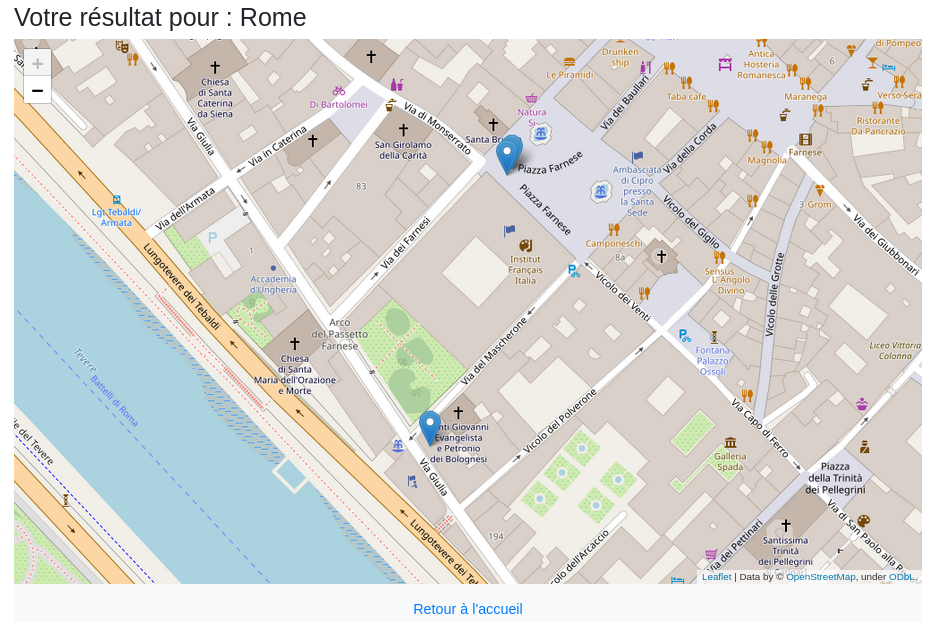 Votre résultat pour : Rome
+
−
Chiesa
di Santa
Caterina
da Siena
Di Bartolomei
Via di Monserrato
San Girolamo
della Carità
Santa Bri
Drunken
ship
Le Piramidi
Natura
Si
Via dei Baullari
Taba cafe
Antica
Hosteria
Romanesca
6
di Pompeo
Maranega
Verso Sera
Ristorante
Da Pancrazio
Farnese
Magnolia
Via della Corda
Piazza Farnese
Piazza Farnese
Ambasciata
di Cipro
presso
la Santa
Sede
3
Grom
Via dei Giubbonari
Vicolo del Giglio
Via Giulia
Via in Caterina
83
Via dell'Armata
Lgt Tebaldi/
Armata
P
1
Via dei Farnesi
Accademia
d'Ungheria
Institut
Français
Italia
Camponeschi
8a
Sensus
L'Angolo
Divino
Vicolo delle Grotte
Vicolo dei Venti
Lungotevere dei Tebaldi
Arco
del Passetto
Farnese
Fontana
Palazzo
Ossoli
Liceo Vittoria
Colonna
Tevere
Battelli di Roma
Chiesa
di Santa
Maria dell'Orazione
e Morte
Via del Mascherone
Vicolo del Polverone
nti Giovanni
Evangelista
e Petronio
dei Bolognesi
Via Capo di Ferro
Galleria
Spada
Piazza
della Trinità
dei Pellegrini
e del Tevere
Via Giulia
194
Lungotevere dei Te
colo dell'Arcaccio
Via dei Pettinari
Santissima
Trinità
dei Pellegrini
Via di San Paolo alla R
Leaflet | Data by © OpenStreetMap, under ODbL.
Retour à l'accueil